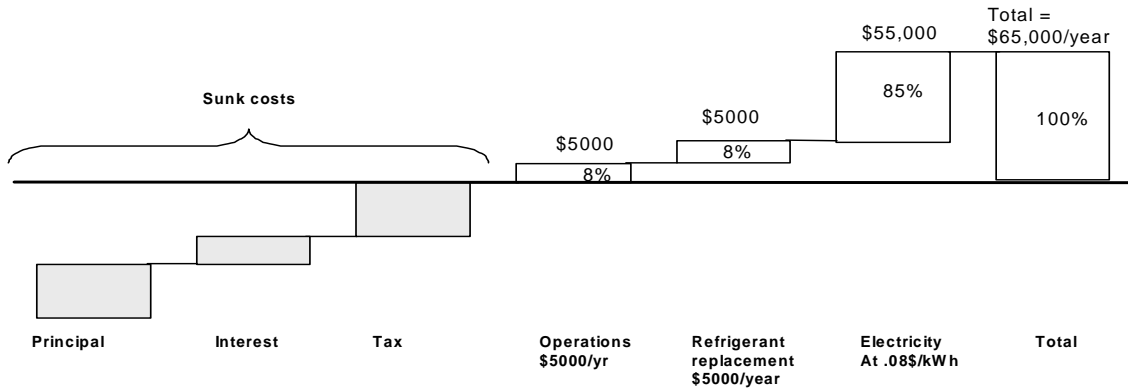 Total =
$65,000/year
$55,000
Sunk costs
85%
100%
$5000
$5000
8%
8%
Principal
Interest
Tax
Operations
$5000/yr
Refrigerant
replacement
$5000/year
Electricity
At .08$/kWh
Total